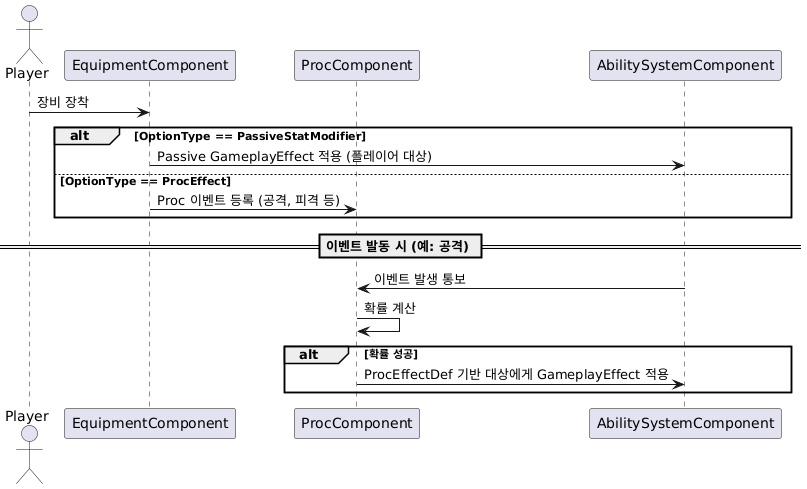 Player
EquipmentComponent
ProcComponent
AbilitySystemComponent
장비 장착
alt
[OptionType == PassiveStatModifier]
Passive GameplayEffect 적용 (플레이어 대상)
[OptionType == ProcEffect]
Proc 이벤트 등록 (공격, 피격 등)
이벤트 발동 시 (예: 공격)
이벤트 발생 통보
확률 계산
alt
[확률 성공]
ProcEffectDef 기반 대상에게 GameplayEffect 적용
Player
EquipmentComponent
ProcComponent
AbilitySystemComponent